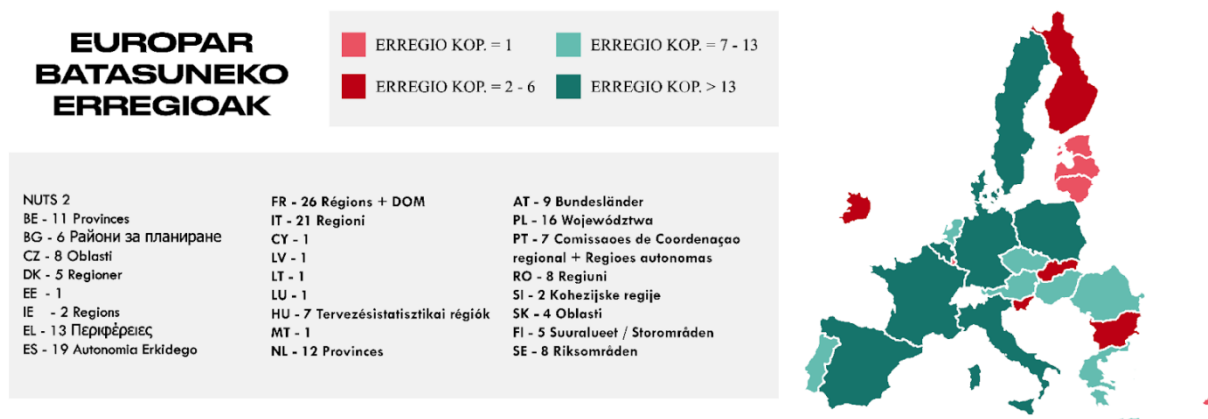 EUROPAR
BATASUNEKO
ERREGIOAK
ERREGIO KOP. = 1
ERREGIO KOP. = 7 - 13
ERREGIO KOP. = 2 - 6
ERREGIO KOP. > 13
NUTS 2
BE - 11 Provinces
BG - 6 Райони за планиране
CZ - 8 Oblasti
DK - 5 Regioner
EE - 1
IE - 2 Regions
EL - 13 Περιφέρειες
ES - 19 Autonomia Erkidego
FR - 26 Régions + DOM
IT - 21 Regioni
CY - 1
LV - 1
LT - 1
LU - 1
HU - 7 Tervezésistatisztikai régiók
MT - 1
NL - 12 Provinces
AT - 9 Bundesländer
PL - 16 Województwa
PT - 7 Comissaoes de Coordenaçao
regional + Regioes autonomas
RO - 8 Regiuni
SI - 2 Kohezijske regije
SK - 4 Oblasti
FI - 5 Suuralueet / Storområden
SE - 8 Riksområden